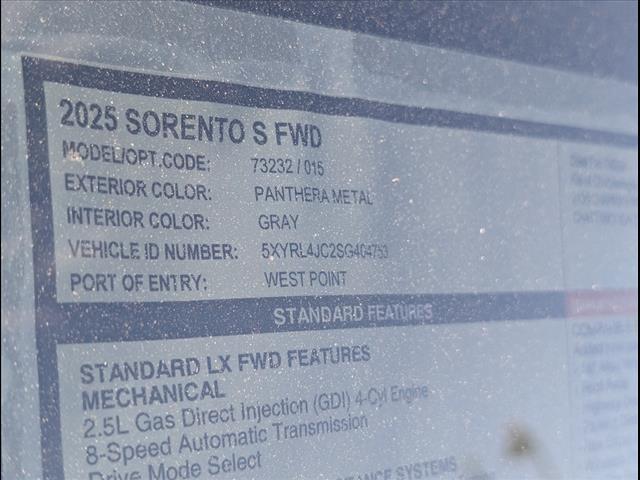 2025 SORENTO S FWD
MODEL/OPT.CODE: 73232 / 015
EXTERIOR COLOR: PANTHERA METAL
INTERIOR COLOR: GRAY
VEHICLE ID NUMBER: 5XYRL4JC2SG404753
PORT OF ENTRY: WEST POINT
STANDARD FEATURES
STANDARD LX FWD FEATURES
MECHANICAL
2.5L Gas Direct Injection (GDI) 4-Cyl Engine
8-Speed Automatic Transmission
Drive Mode Select
SYSTEMS